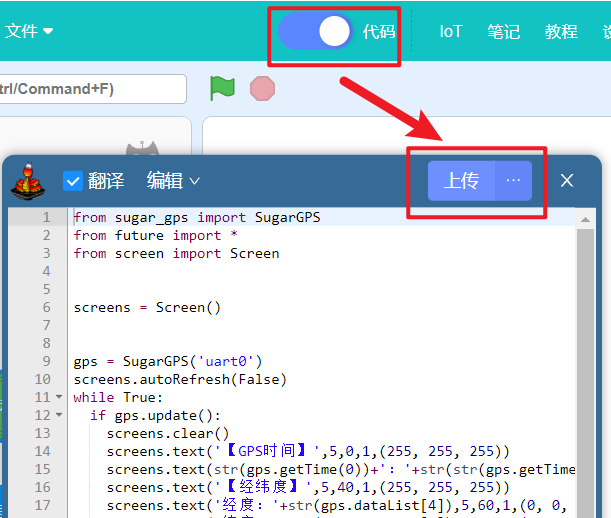 文件
代码
IoT
笔记
教程
trl/Command+F)
翻译
编辑
上传
...
1 from sugar_gps import SugarGPS
2 from future import *
3 from screen import Screen
4
5
6 screens = Screen()
7
8
9 gps = SugarGPS('uart0')
10 screens.autoRefresh(False)
11 while True:
12 if gps.update():
13 screens.clear()
14 screens.text('【GPS时间】',5,0,1,(255, 255, 255))
15 screens.text(str(gps.getTime(0))+': '+str(str(gps.getTime
16 screens.text('【经纬度】',5,40,1,(255, 255, 255))
17 screens.text('经度: '+str(gps.dataList[4]),5,60,1,(0, 0,